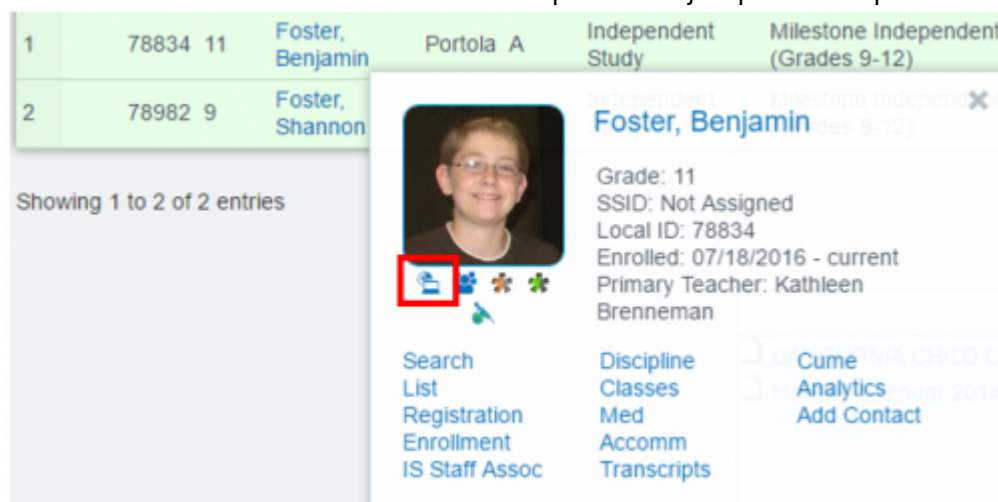 1 78834 11 Foster, Benjamin Portola A Independent Study Milestone Independent (Grades 9-12)
2 78982 9 Foster, Shannon
Showing 1 to 2 of 2 entries
Foster, Benjamin
Grade: 11
SSID: Not Assigned
Local ID: 78834
Enrolled: 07/18/2016 - current
Primary Teacher: Kathleen
Brenneman
Search Discipline Cume
List Classes Analytics
Registration Med Add Contact
Enrollment Accomm
IS Staff Assoc Transcripts